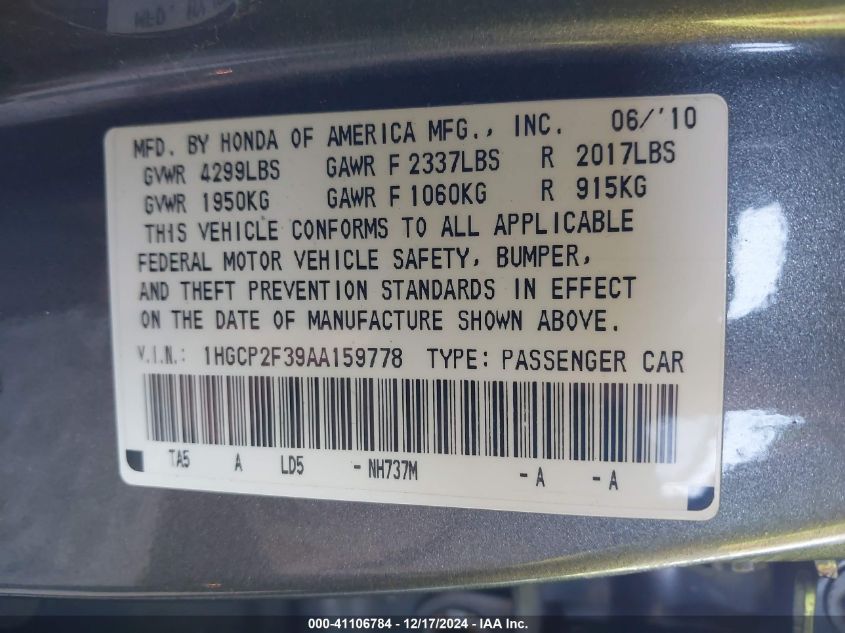 MFD. BY HONDA OF AMERICA MFG., INC. 06/'10
GVWR 4299LBS GAWR F 2337LBS R 2017LBS
GVWR 1950KG GAWR F 1060KG R 915KG
THIS VEHICLE CONFORMS TO ALL APPLICABLE
FEDERAL MOTOR VEHICLE SAFETY, BUMPER,
AND THEFT PREVENTION STANDARDS IN EFFECT
ON THE DATE OF MANUFACTURE SHOWN ABOVE.
V.I.N.: 1HGCP2F39AA159778 TYPE: PASSENGER CAR
TA5 A LD5 - NH737M - A - A
000-41106784 - 12/17/2024 - IAA Inc.